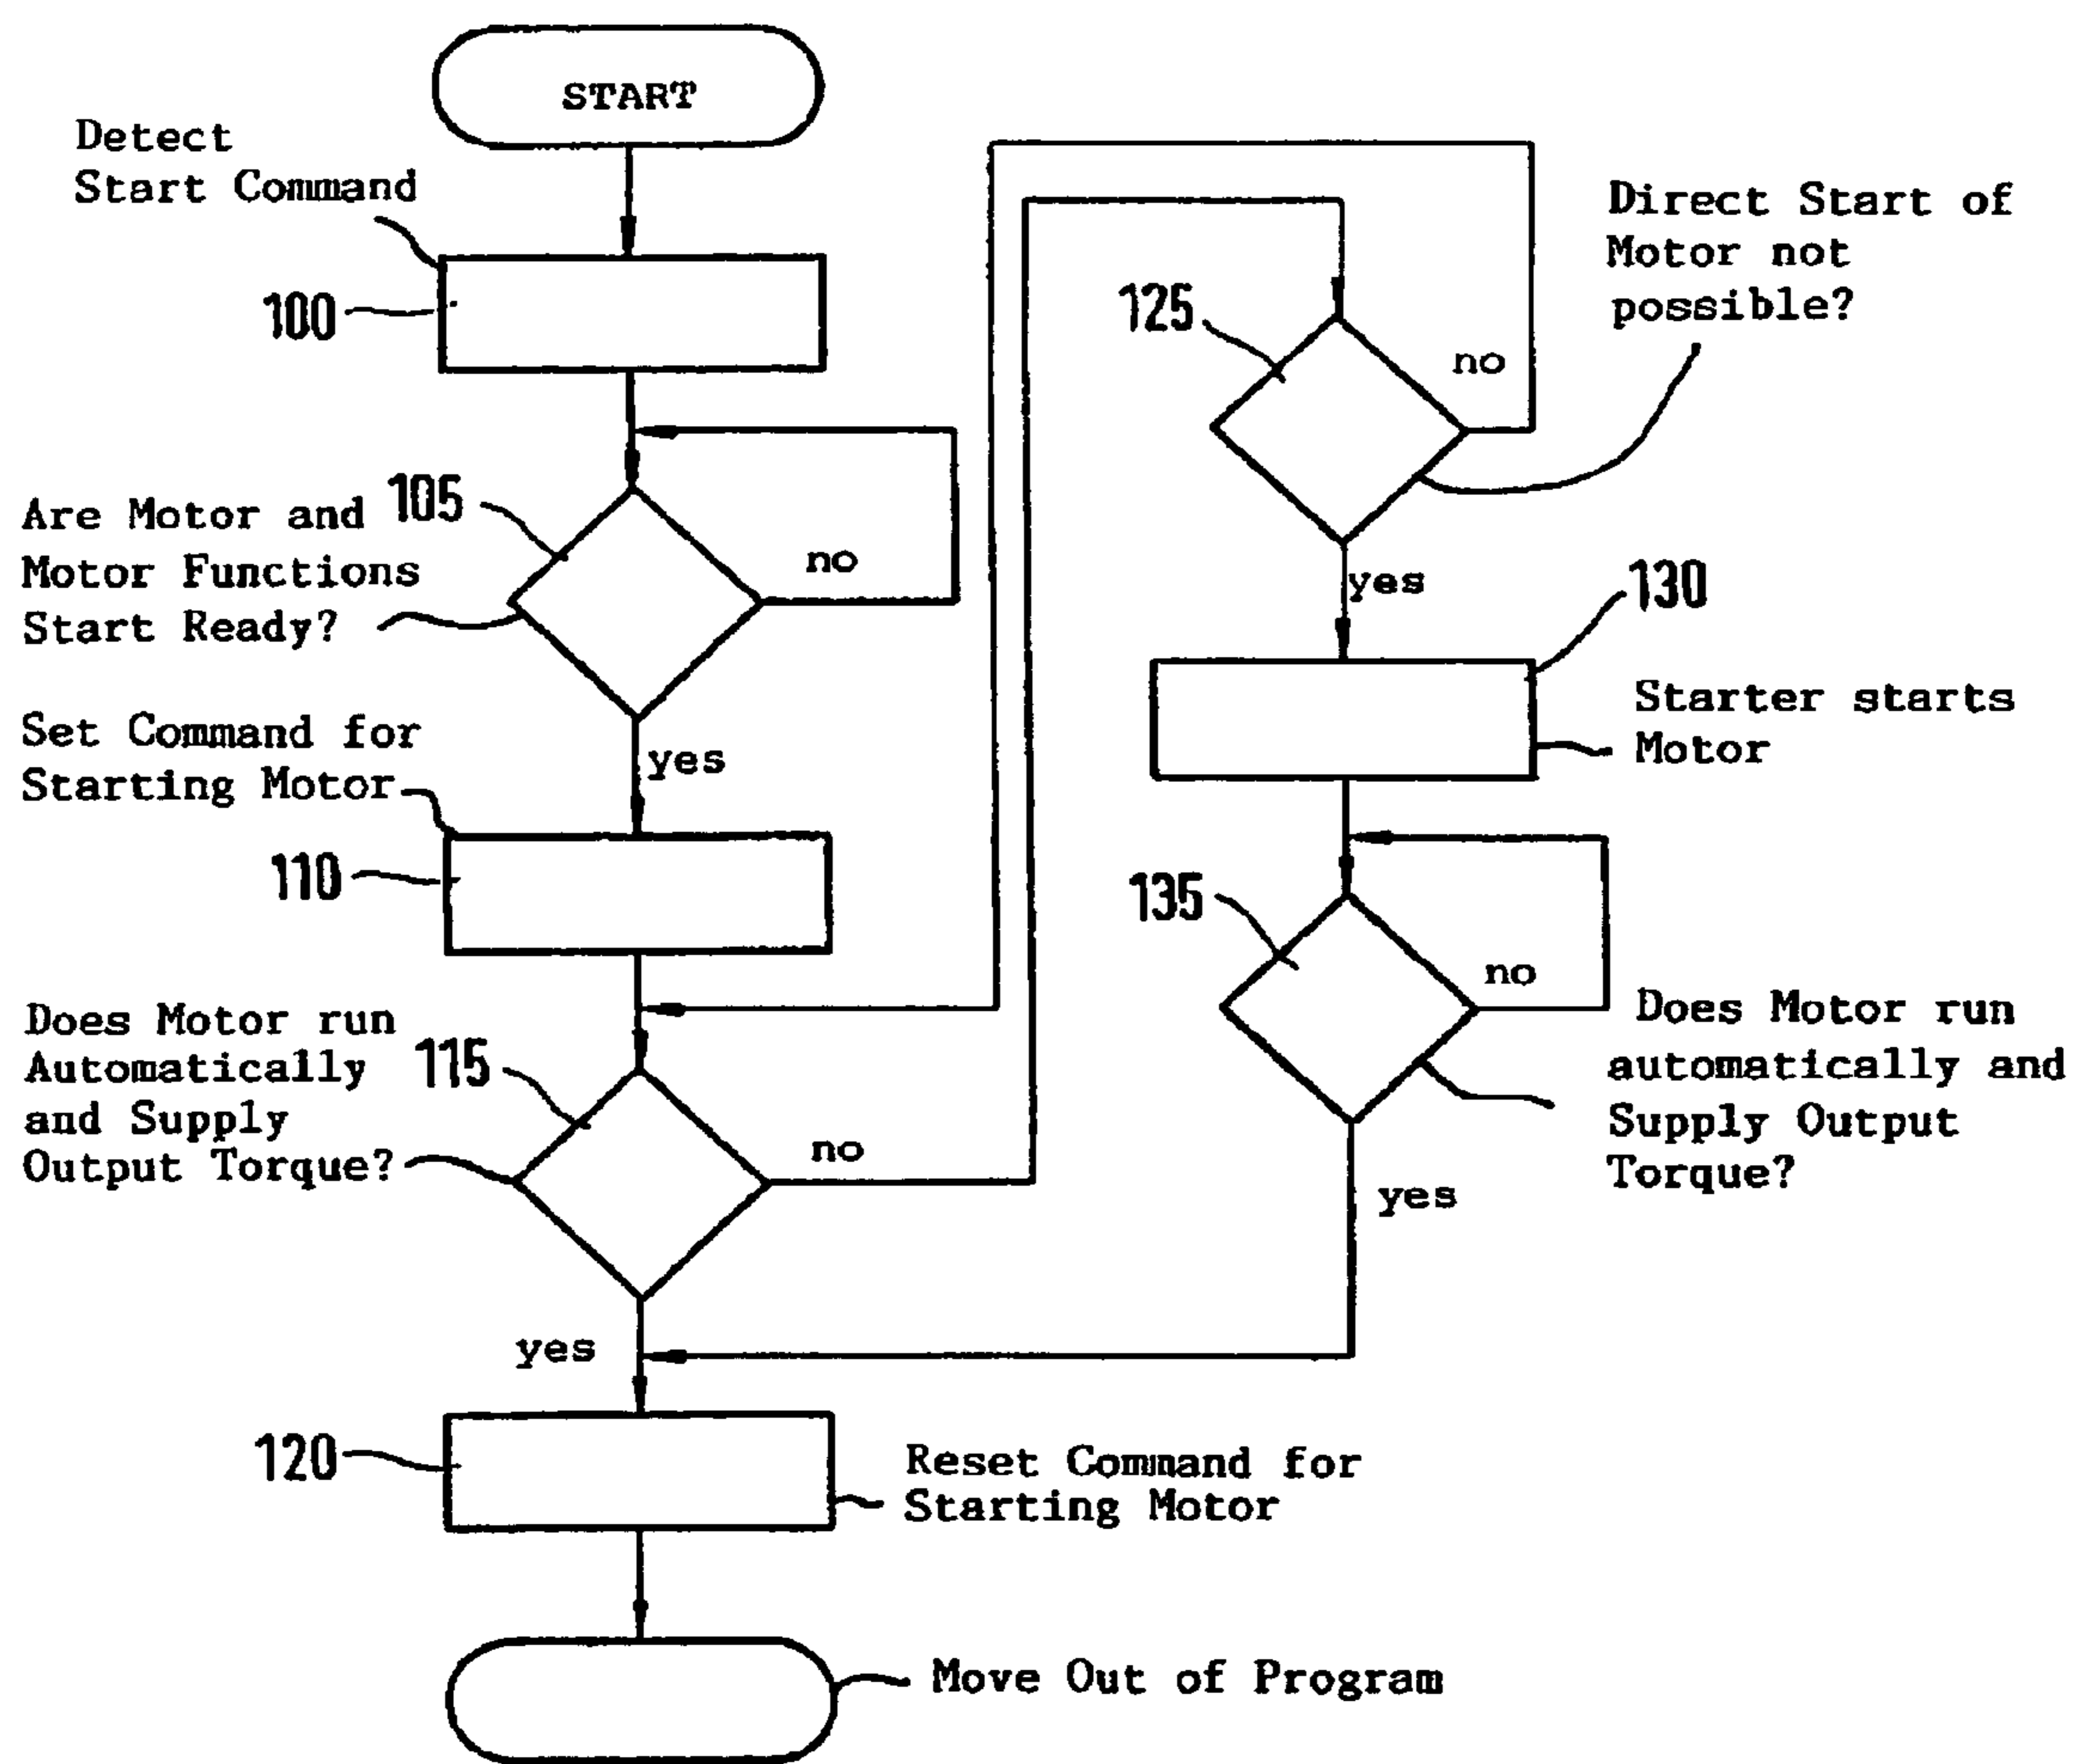 START
Detect
Start Command
100
Are Motor and
Motor Functions
Start Ready?
105
no
yes
Set Command for
Starting Motor
110
Does Motor run
Automatically
and Supply
Output Torque?
115
no
yes
120
Reset Command for
Starting Motor
Move Out of Program
125
Direct Start of
Motor not
possible?
no
yes
130
Starter starts
Motor
135
no
Does Motor run
automatically and
Supply Output
Torque?
yes